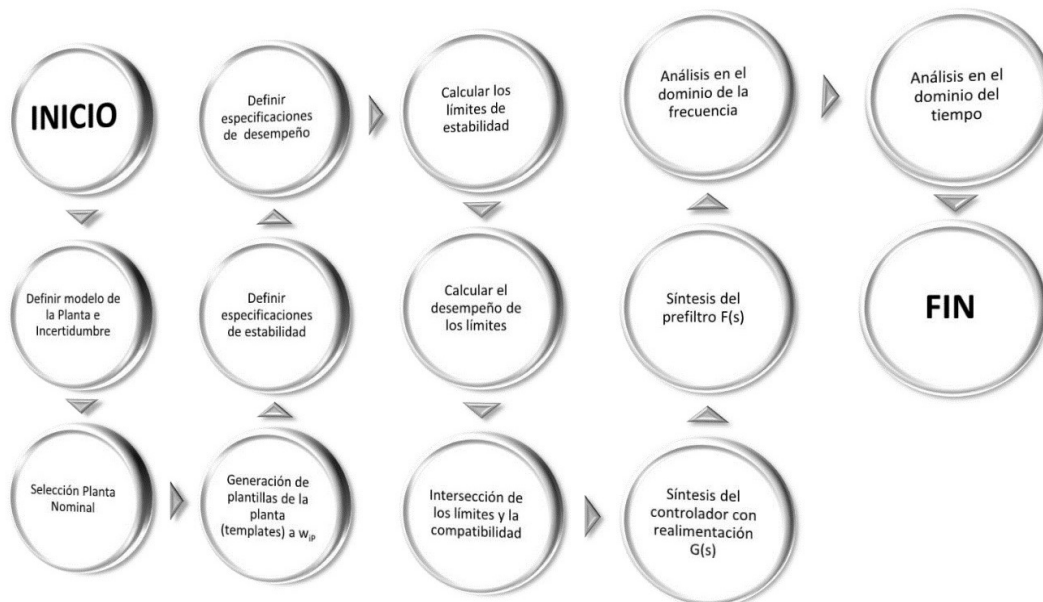 INICIO
Definir modelo de
la Planta e
Incertidumbre
Selección Planta
Nominal
Generación de
plantillas de la
planta
(templates) a w_iP
Definir
especificaciones
de estabilidad
Definir
especificaciones
de desempeño
Calcular los
límites de
estabilidad
Calcular el
desempeño de
los límites
Intersección de
los límites y la
compatibilidad
Síntesis del
controlador con
realimentación
G(s)
Síntesis del
prefiltro F(s)
Análisis en el
dominio de la
frecuencia
Análisis en el
dominio del
tiempo
FIN